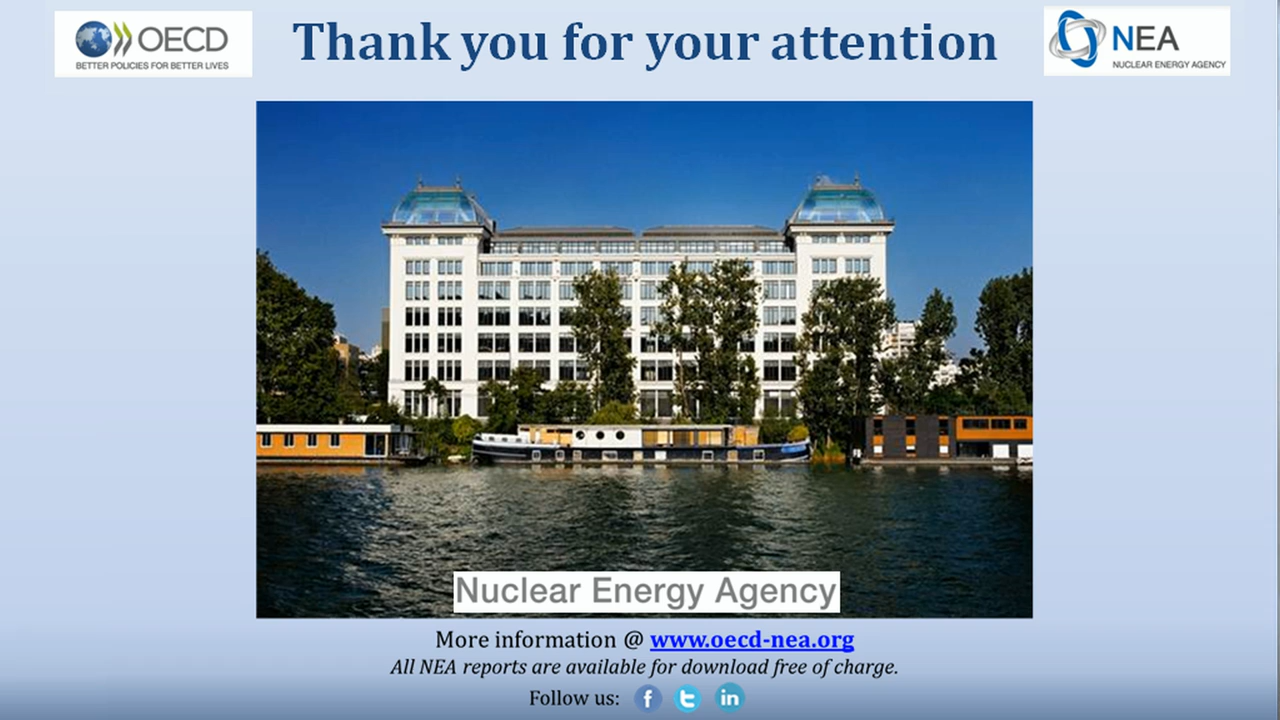 OECD
BETTER POLICIES FOR BETTER LIVES
Thank you for your attention
NEA
NUCLEAR ENERGY AGENCY
Nuclear Energy Agency
More information @ www.oecd-nea.org
All NEA reports are available for download free of charge.
Follow us: f t in